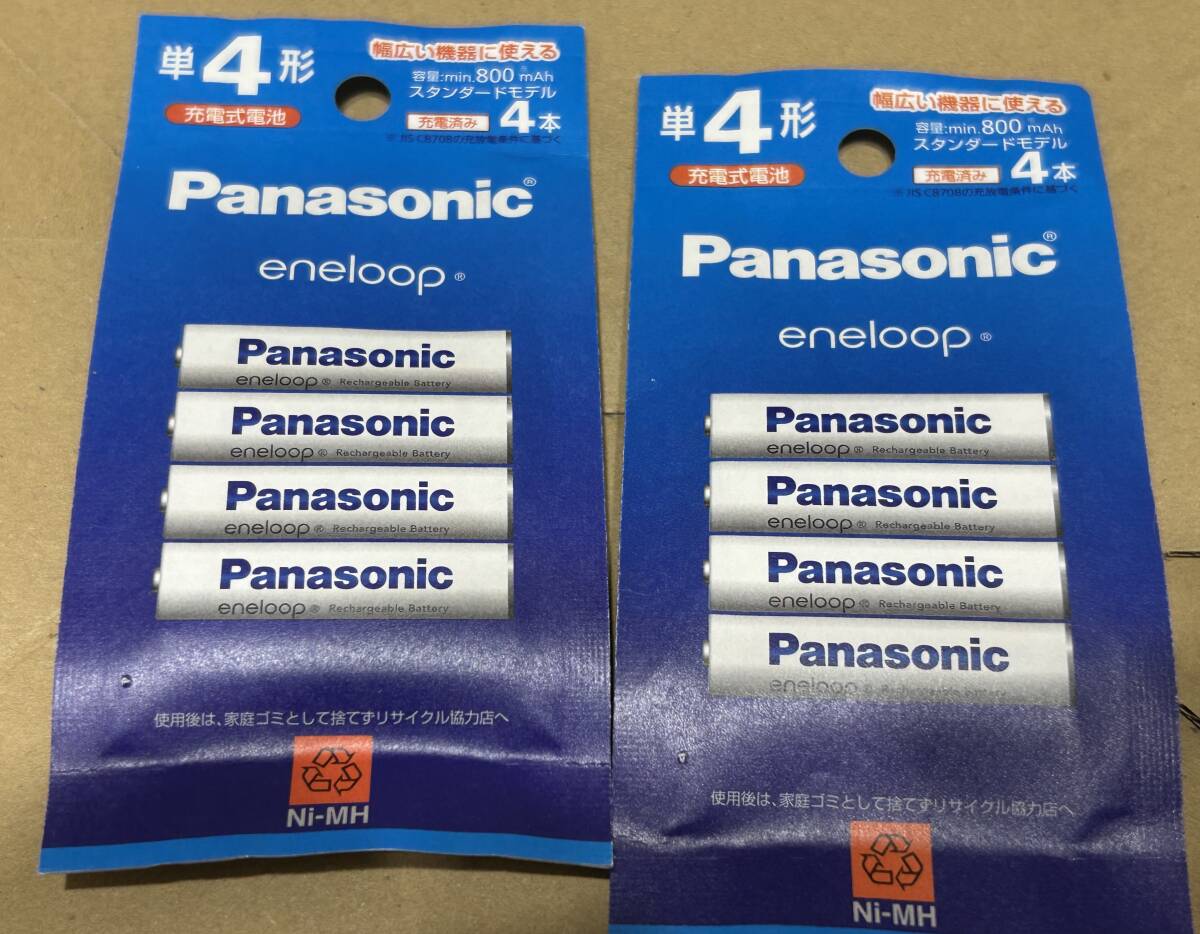 単4形
充電式電池
幅広い機器に使える
容量:min.800 mAh
スタンダードモデル
充電済み 4本
※JIS C8708の充放電条件に基づく
Panasonic®
eneloop®
Panasonic
eneloop® Rechargeable Battery
Panasonic
eneloop® Rechargeable Battery
Panasonic
eneloop® Rechargeable Battery
Panasonic
eneloop® Rechargeable Battery
使用後は、家庭ゴミとして捨てずリサイクル協力店へ
Ni-MH
単4形
充電式電池
幅広い機器に使える
容量:min.800 mAh
スタンダードモデル
充電済み 4本
※JIS C8708の充放電条件に基づく
Panasonic®
eneloop®
Panasonic
eneloop® Rechargeable Battery
Panasonic
eneloop® Rechargeable Battery
Panasonic
eneloop® Rechargeable Battery
Panasonic
eneloop® Rechargeable Battery
使用後は、家庭ゴミとして捨てずリサイクル協力店へ
Ni-MH